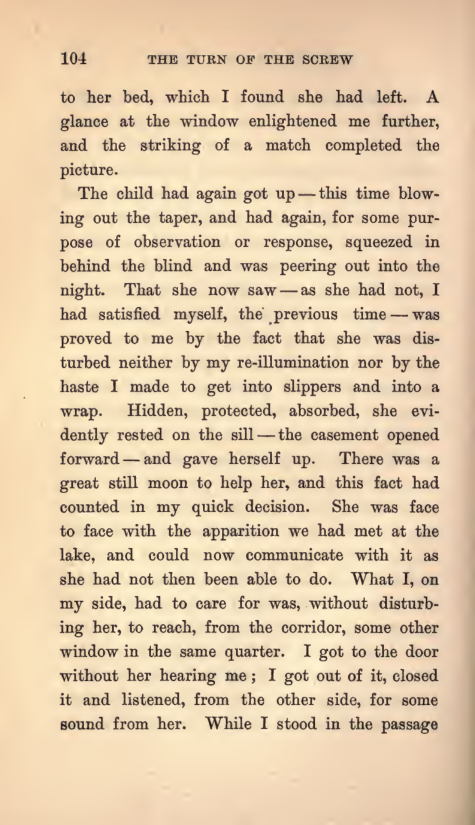 104 THE TURN OF THE SCREW
to her bed, which I found she had left. A
glance at the window enlightened me further,
and the striking of a match completed the
picture.
The child had again got up — this time blow-
ing out the taper, and had again, for some pur-
pose of observation or response, squeezed in
behind the blind and was peering out into the
night. That she now saw — as she had not, I
had satisfied myself, the previous time — was
proved to me by the fact that she was dis-
turbed neither by my re-illumination nor by the
haste I made to get into slippers and into a
wrap. Hidden, protected, absorbed, she evi-
dently rested on the sill — the casement opened
forward — and gave herself up. There was a
great still moon to help her, and this fact had
counted in my quick decision. She was face
to face with the apparition we had met at the
lake, and could now communicate with it as
she had not then been able to do. What I, on
my side, had to care for was, without disturb-
ing her, to reach, from the corridor, some other
window in the same quarter. I got to the door
without her hearing me; I got out of it, closed
it and listened, from the other side, for some
sound from her. While I stood in the passage